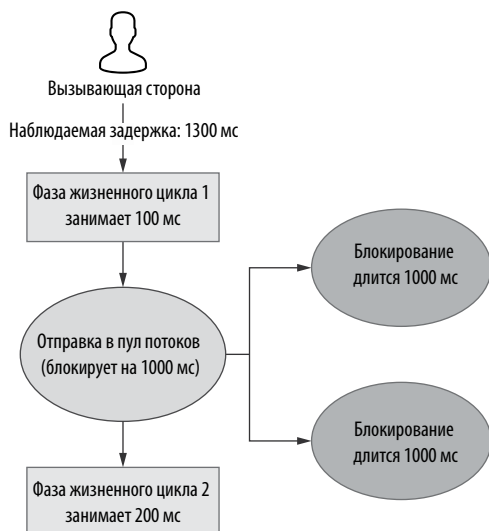 Вызывающая сторона
Наблюдаемая задержка: 1300 мс
Фаза жизненного цикла 1
занимает 100 мс
Блокирование
длится 1000 мс
Отправка в пул потоков
(блокирует на 1000 мс)
Блокирование
длится 1000 мс
Фаза жизненного цикла 2
занимает 200 мс